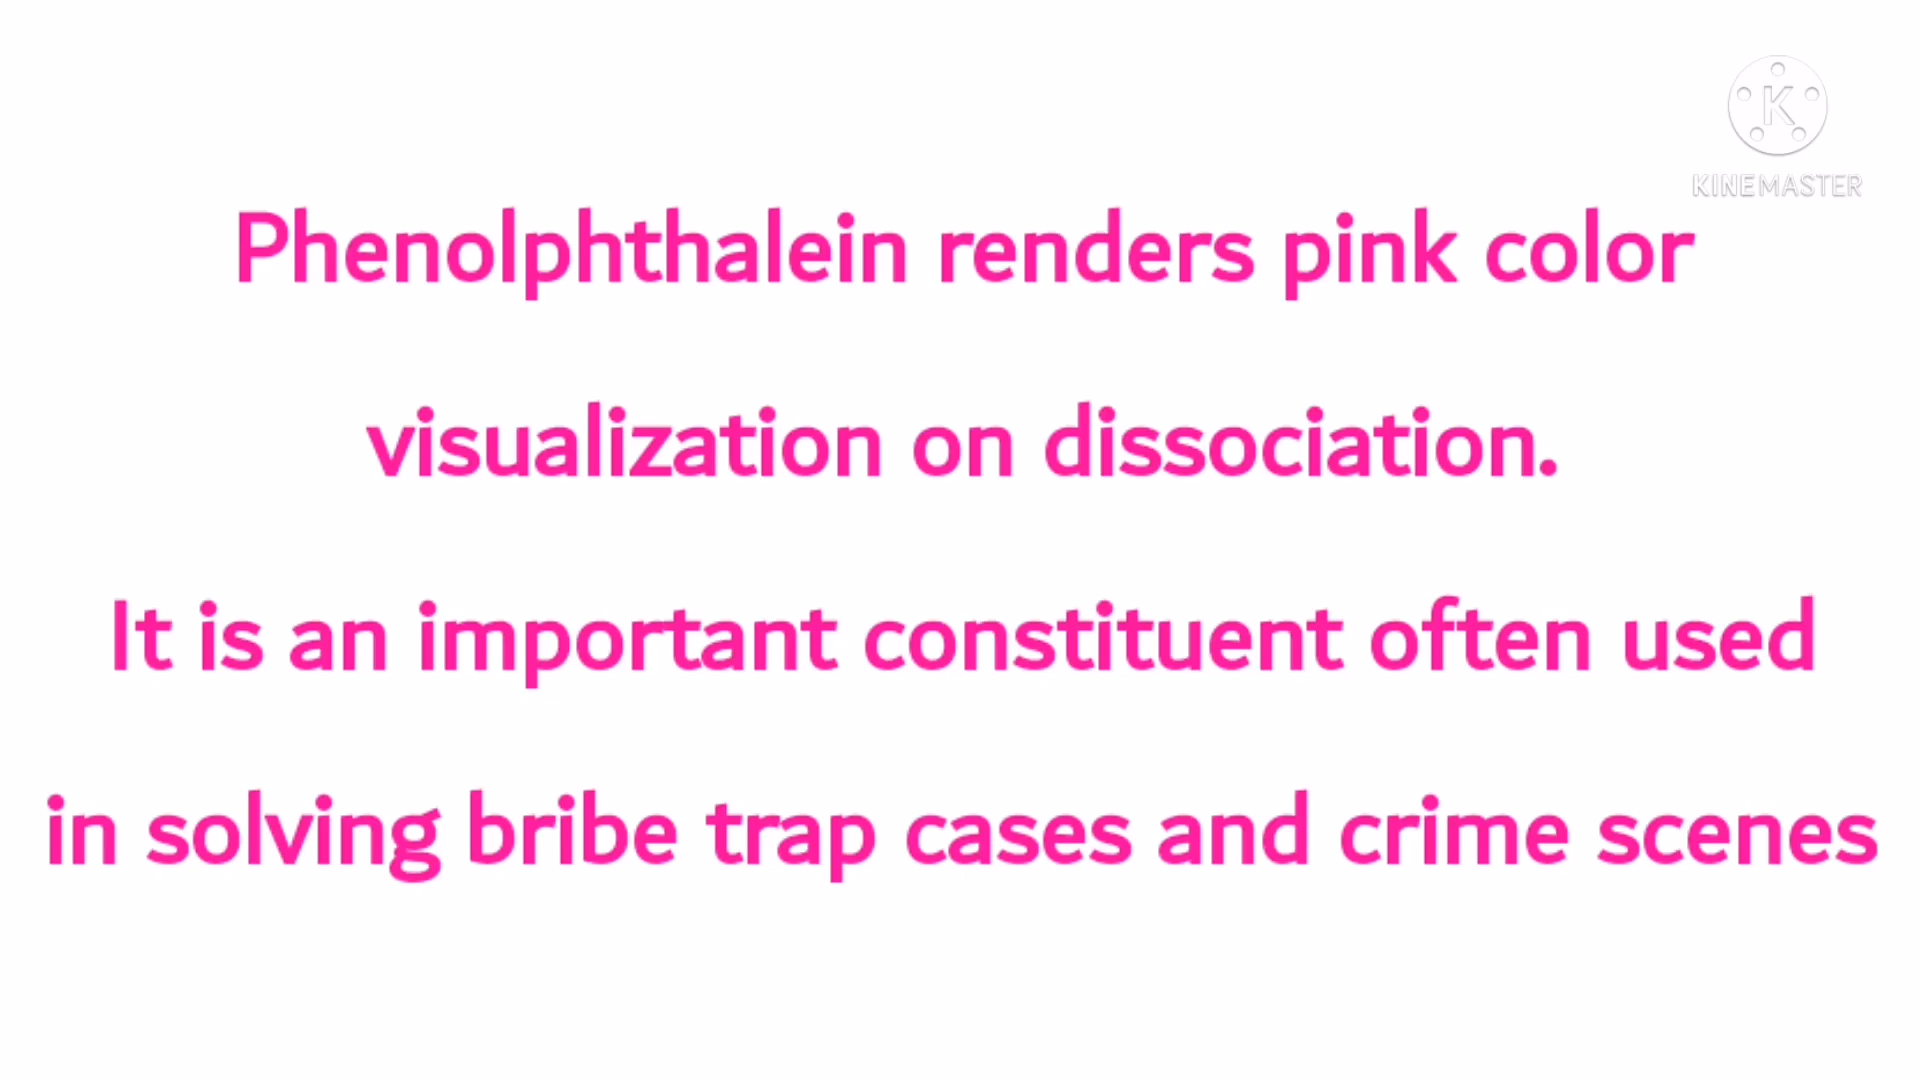 KINEMASTER
Phenolphthalein renders pink color
visualization on dissociation.
It is an important constituent often used
in solving bribe trap cases and crime scenes